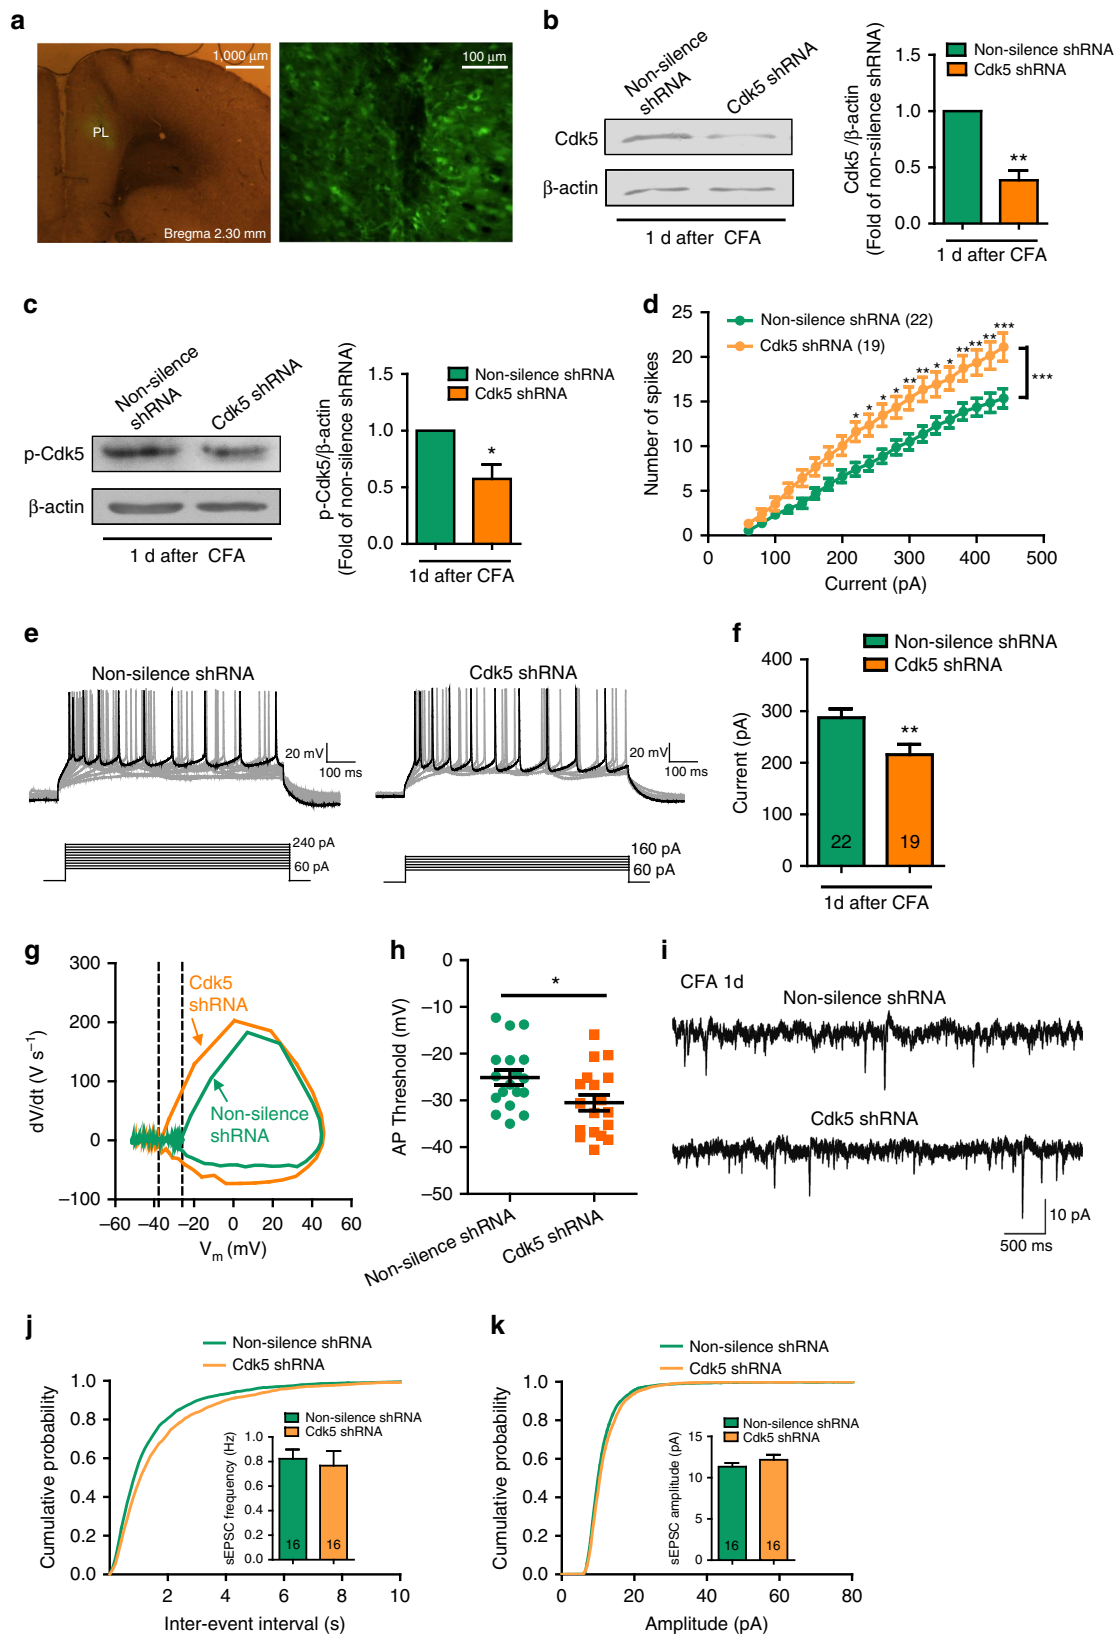 a
1,000 μm
PL
Bregma 2.30 mm
100 μm
b
Non-silence
shRNA
Cdk5 shRNA
Cdk5
β-actin
1 d after CFA
Cdk5 /β-actin
(Fold of non-silence shRNA)
1.5
1.0
0.5
0.0
Non-silence shRNA
Cdk5 shRNA
**
1 d after CFA
c
Non-silence
shRNA
Cdk5 shRNA
p-Cdk5
β-actin
1 d after CFA
p-Cdk5/β-actin
(Fold of non-silence shRNA)
1.5
1.0
0.5
0.0
Non-silence shRNA
Cdk5 shRNA
*
1d after CFA
d
Number of spikes
25
20
15
10
5
0
Non-silence shRNA (22)
Cdk5 shRNA (19)
* * * * ** ** * * ** ** ** ***
***
0 100 200 300 400 500
Current (pA)
e
Non-silence shRNA
20 mV
100 ms
240 pA
60 pA
Cdk5 shRNA
20 mV
100 ms
160 pA
60 pA
f
Non-silence shRNA
Cdk5 shRNA
Current (pA)
400
300
200
100
0
**
22
19
1d after CFA
g
dV/dt (V s⁻¹)
300
200
100
0
−100
Cdk5
shRNA
Non-silence
shRNA
−60 −40 −20 0 20 40 60
Vm (mV)
h
AP Threshold (mV)
0
−10
−20
−30
−40
−50
*
Non-silence shRNA
Cdk5 shRNA
i
CFA 1d
Non-silence shRNA
Cdk5 shRNA
10 pA
500 ms
j
Non-silence shRNA
Cdk5 shRNA
Cumulative probability
1.0
0.8
0.6
0.4
0.2
0.0
Non-silence shRNA
Cdk5 shRNA
sEPSC frequency (Hz)
1.0
0.8
0.6
0.4
0.2
0.0
16
16
2 4 6 8 10
Inter-event interval (s)
k
Non-silence shRNA
Cdk5 shRNA
Cumulative probability
1.0
0.8
0.6
0.4
0.2
0.0
Non-silence shRNA
Cdk5 shRNA
sEPSC amplitude (pA)
15
10
5
0
16
16
0 20 40 60 80
Amplitude (pA)